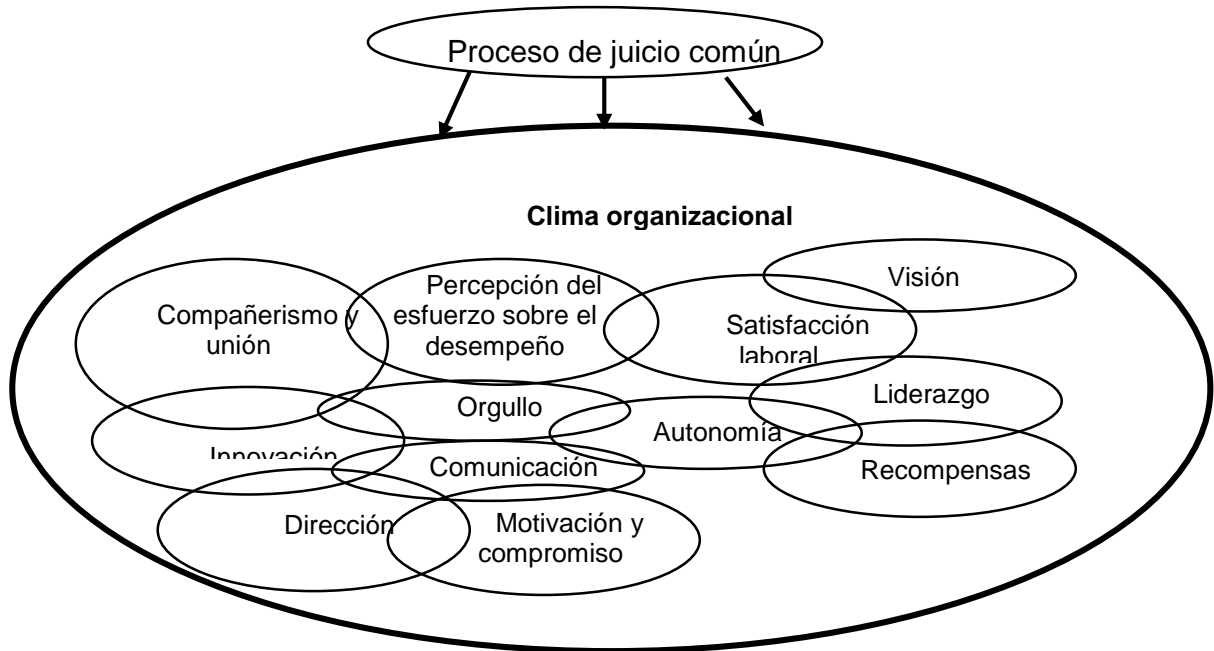 Proceso de juicio común
Clima organizacional
Visión
Percepción del
esfuerzo sobre el
desempeño
Compañerismo y
unión
Satisfacción
laboral
Liderazgo
Orgullo
Autonomía
Innovación
Comunicación
Recompensas
Dirección
Motivación y
compromiso